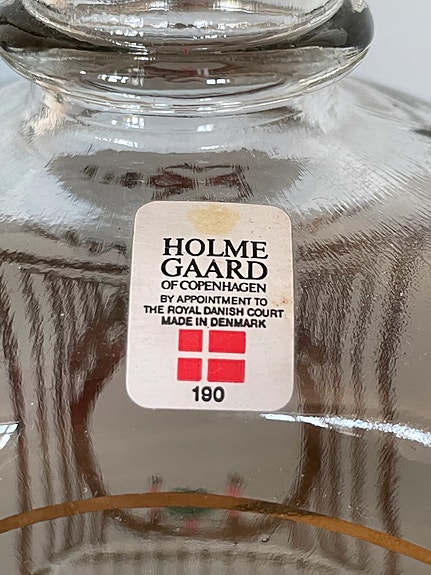 HOLME
GAARD
OF COPENHAGEN
BY APPOINTMENT TO
THE ROYAL DANISH COURT
MADE IN DENMARK
190